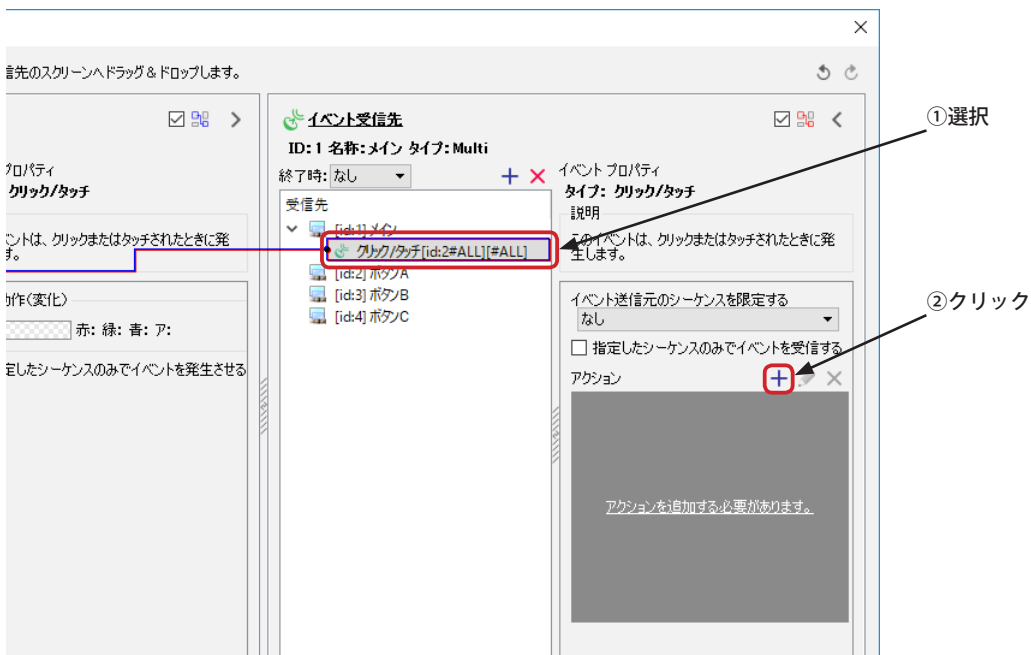 信先のスクリーンへドラッグ&ドロップします。
プロパティ
クリック/タッチ
ベントは、クリックまたはタッチされたときに発
す。
動作(変化)
赤: 緑: 青: ア:
定したシーケンスのみでイベントを発生させる
イベント受信先
ID: 1 名称: メイン タイプ: Multi
終了時: なし
受信先
[id:1] メイン
クリック/タッチ[id:2#ALL][#ALL]
[id:2] ボタンA
[id:3] ボタンB
[id:4] ボタンC
イベント プロパティ
タイプ: クリック/タッチ
説明
このイベントは、クリックまたはタッチされたときに発
生します。
イベント送信元のシーケンスを限定する
なし
指定したシーケンスのみでイベントを受信する
アクション
アクションを追加する必要があります。
①選択
②クリック